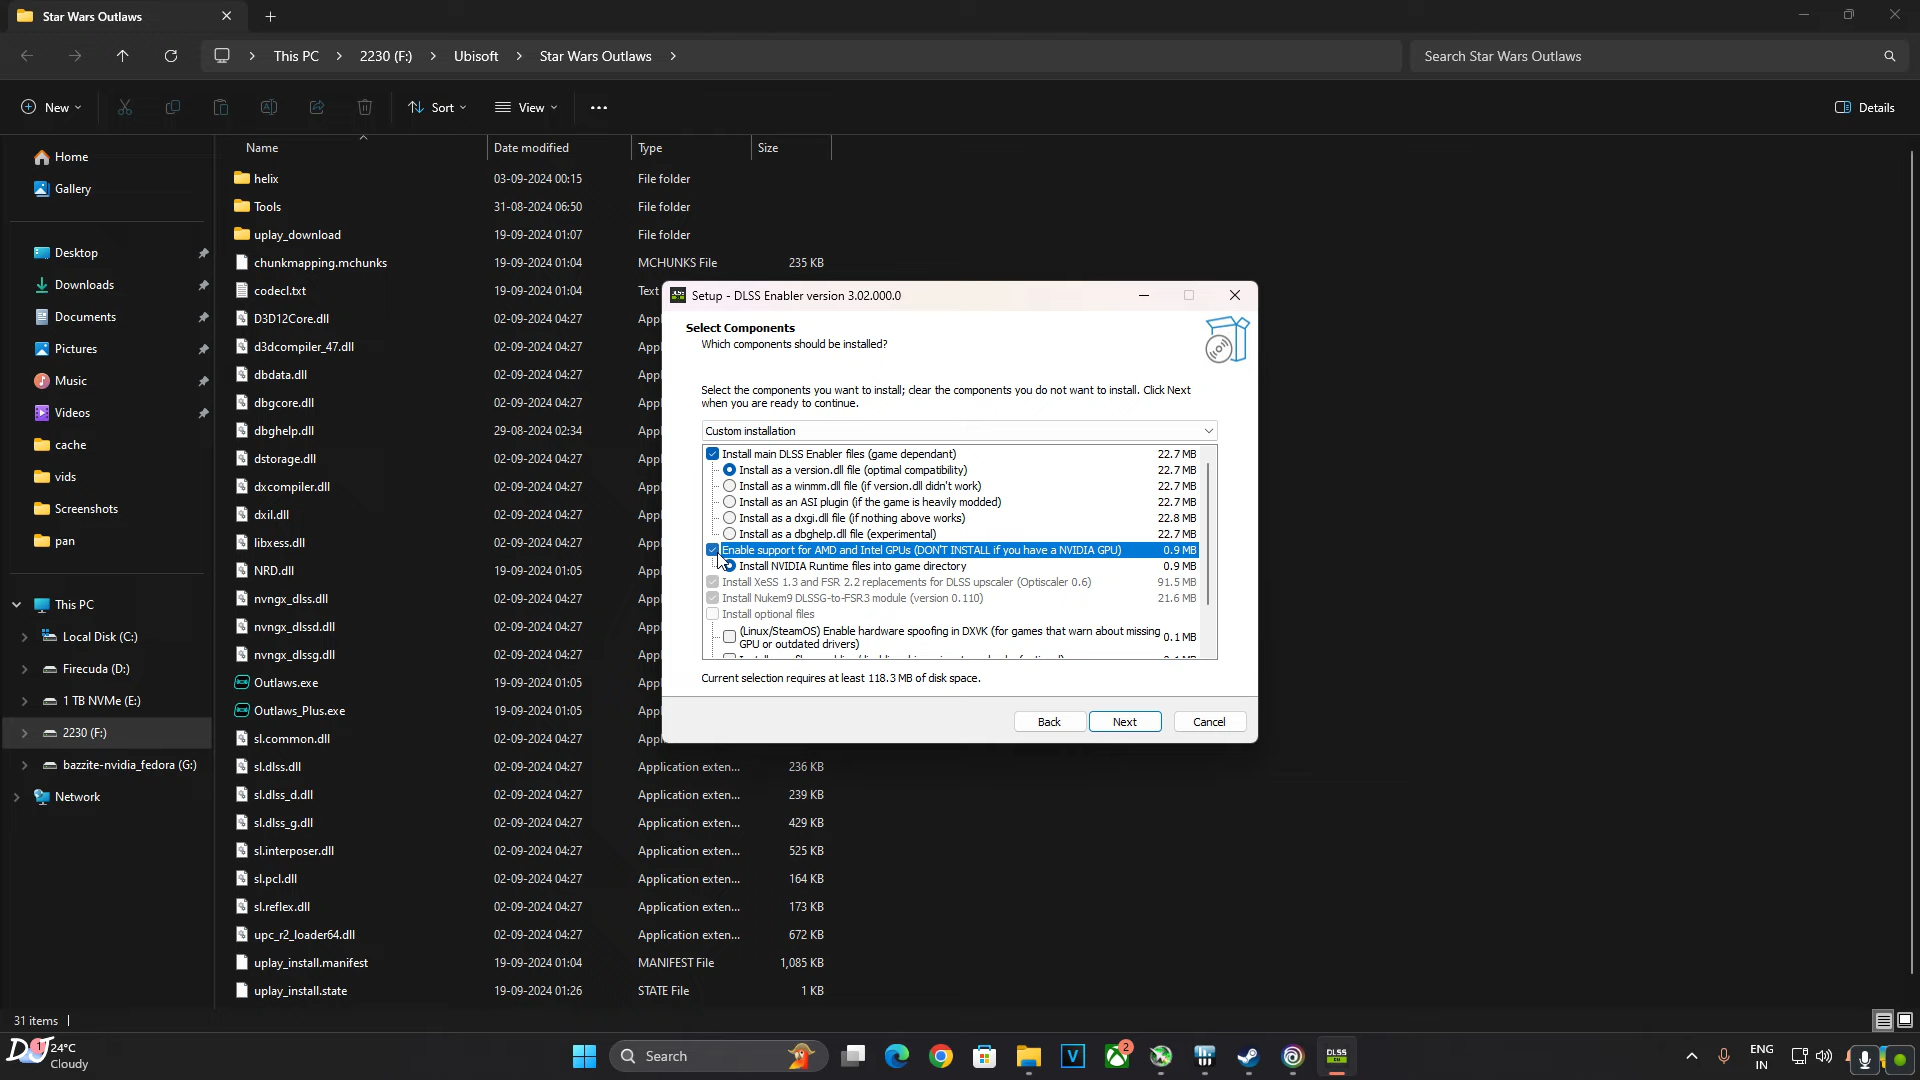 Star Wars Outlaws
This PC
2230 (F:)
Ubisoft
Star Wars Outlaws
Search Star Wars Outlaws
New
Sort
View
Details
Name
Date modified
Type
Size
Home
Gallery
Desktop
Downloads
Documents
Pictures
Music
Videos
cache
vids
Screenshots
pan
This PC
Local Disk (C:)
Firecuda (D:)
1 TB NVMe (E:)
2230 (F:)
bazzite-nvidia_fedora (G:)
Network
helix 03-09-2024 00:15 File folder
Tools 31-08-2024 06:50 File folder
uplay_download 19-09-2024 01:07 File folder
chunkmapping.mchunks 19-09-2024 01:04 MCHUNKS File 235 KB
codecl.txt 19-09-2024 01:04 Text
D3D12Core.dll 02-09-2024 04:27 Appl
d3dcompiler_47.dll 02-09-2024 04:27 Appl
dbdata.dll 02-09-2024 04:27 Appl
dbgcore.dll 02-09-2024 04:27 Appl
dbghelp.dll 29-08-2024 02:34 Appl
dstorage.dll 02-09-2024 04:27 Appl
dxcompiler.dll 02-09-2024 04:27 Appl
dxil.dll 02-09-2024 04:27 Appl
libxess.dll 02-09-2024 04:27 Appl
NRD.dll 02-09-2024 04:27 Appl
nvngx_dlss.dll 02-09-2024 04:27 Appl
nvngx_dlssd.dll 02-09-2024 04:27 Appl
nvngx_dlssg.dll 02-09-2024 04:27 Appl
Outlaws.exe 19-09-2024 01:05 Appl
Outlaws_Plus.exe 19-09-2024 01:05 Appl
sl.common.dll 02-09-2024 04:27 Appl
sl.dlss.dll 02-09-2024 04:27 Application exten... 236 KB
sl.dlss_d.dll 02-09-2024 04:27 Application exten... 239 KB
sl.dlss_g.dll 02-09-2024 04:27 Application exten... 429 KB
sl.interposer.dll 02-09-2024 04:27 Application exten... 525 KB
sl.pcl.dll 02-09-2024 04:27 Application exten... 164 KB
sl.reflex.dll 02-09-2024 04:27 Application exten... 173 KB
upc_r2_loader64.dll 02-09-2024 04:27 Application exten... 672 KB
uplay_install.manifest 19-09-2024 01:04 MANIFEST File 1,085 KB
uplay_install.state 19-09-2024 01:26 STATE File 1 KB
Setup - DLSS Enabler version 3.02.000.0
Select Components
Which components should be installed?
Select the components you want to install; clear the components you do not want to install. Click Next
when you are ready to continue.
Custom installation
Install main DLSS Enabler files (game dependant) 22.7 MB
Install as a version.dll file (optimal compatibility) 22.7 MB
Install as a winmm.dll file (if version.dll didn't work) 22.7 MB
Install as an ASI plugin (if the game is heavily modded) 22.7 MB
Install as a dxgi.dll file (if nothing above works) 22.8 MB
Install as a dbghelp.dll file (experimental) 22.7 MB
Enable support for AMD and Intel GPUs (DON'T INSTALL if you have a NVIDIA GPU) 0.9 MB
Install NVIDIA Runtime files into game directory 0.9 MB
Install XeSS 1.3 and FSR 2.2 replacements for DLSS upscaler (Optiscaler 0.6) 91.5 MB
Install Nukem9 DLSSG-to-FSR3 module (version 0.110) 21.6 MB
Install optional files
(Linux/SteamOS) Enable hardware spoofing in DXVK (for games that warn about missing 0.1 MB
GPU or outdated drivers)
Current selection requires at least 118.3 MB of disk space.
Back
Next
Cancel
31 items
DJ
1
24°C
Cloudy
Search
V
2
DLSS
ENG
IN